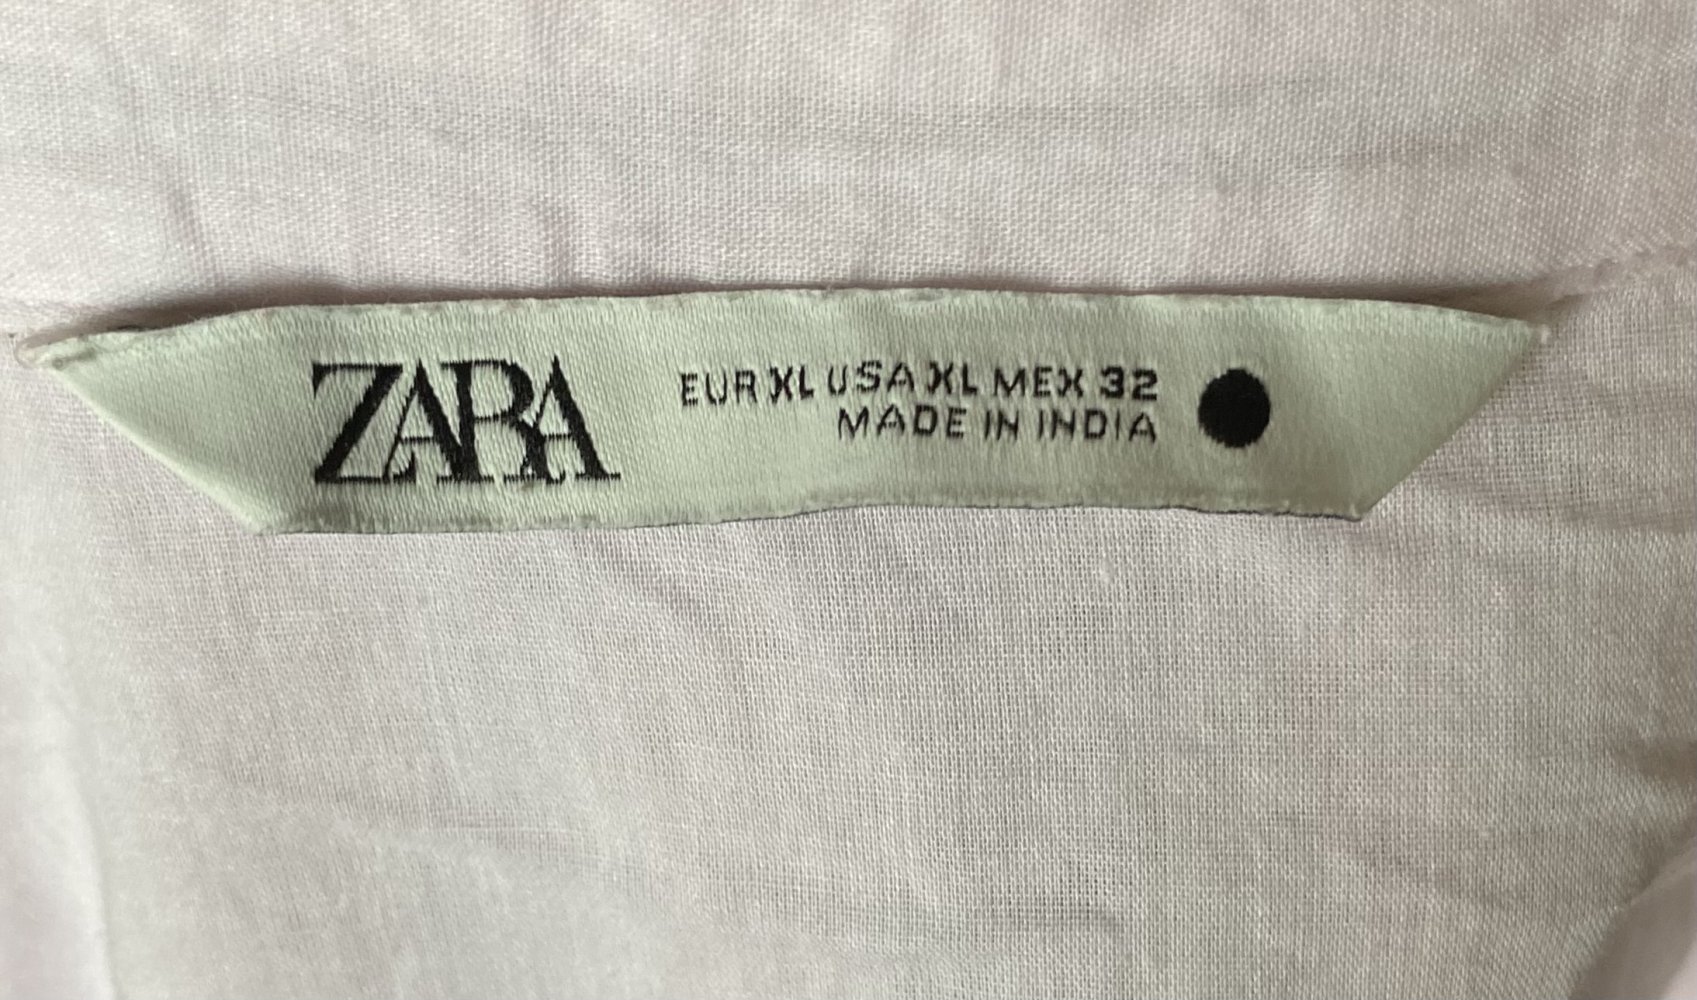 ZARA
EUR XL USA XL MEX 32
MADE IN INDIA